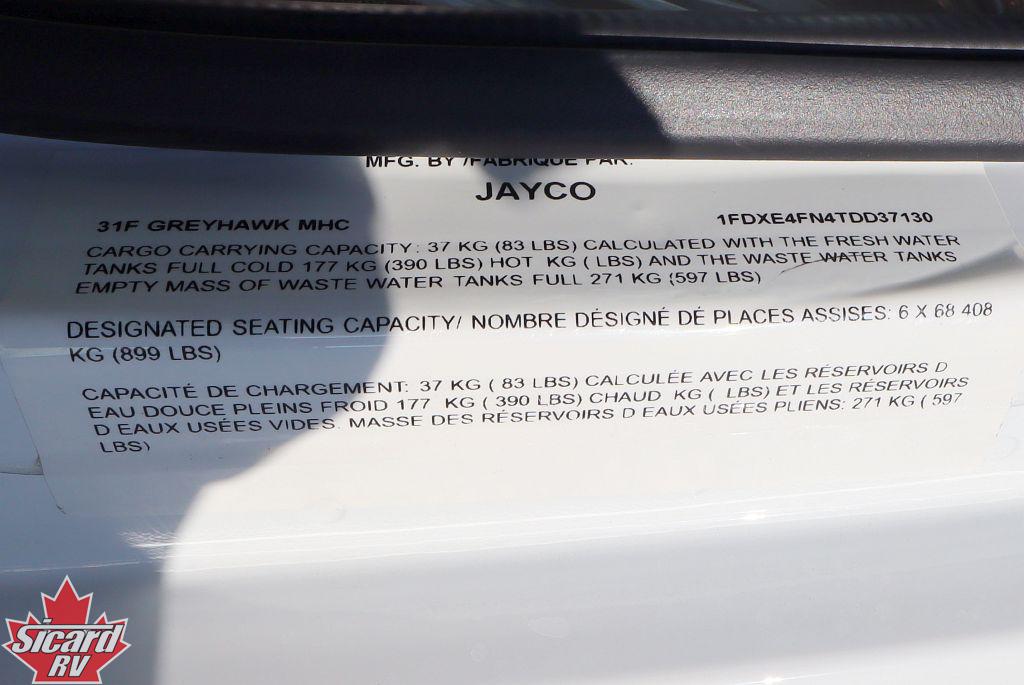 MFG. BY /FABRIQUE PAR:
JAYCO
31F GREYHAWK MHC 1FDXE4FN4TDD37130
CARGO CARRYING CAPACITY: 37 KG (83 LBS) CALCULATED WITH THE FRESH WATER
TANKS FULL COLD 177 KG (390 LBS) HOT KG ( LBS) AND THE WASTE WATER TANKS
EMPTY MASS OF WASTE WATER TANKS FULL 271 KG (597 LBS)
DESIGNATED SEATING CAPACITY/ NOMBRE DÉSIGNÉ DÉ PLACES ASSISES: 6 X 68 408
KG (899 LBS)
CAPACITÉ DE CHARGEMENT: 37 KG ( 83 LBS) CALCULÉE AVEC LES RÉSERVOIRS D
EAU DOUCE PLEINS FROID 177 KG ( 390 LBS) CHAUD KG ( LBS) ET LES RÉSERVOIRS
D EAUX USÉES VIDES. MASSE DES RÉSERVOIRS D EAUX USÉES PLIENS: 271 KG ( 597
LBS)
Sicard
RV